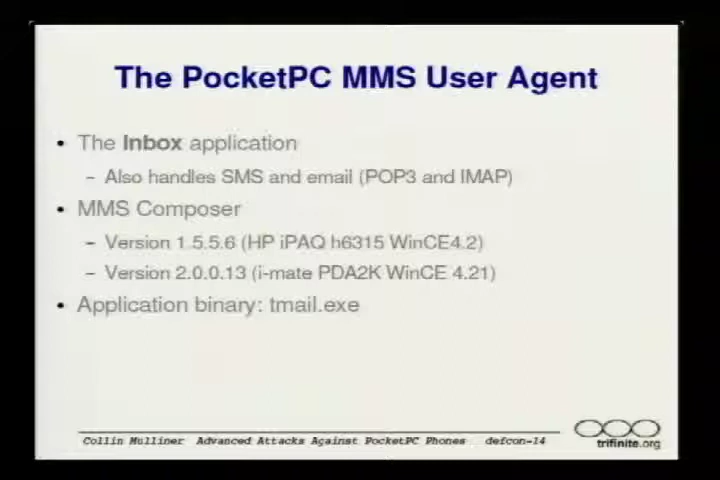 The PocketPC MMS User Agent
• The Inbox application
– Also handles SMS and email (POP3 and IMAP)
• MMS Composer
– Version 1.5.5.6 (HP iPAQ h6315 WinCE4.2)
– Version 2.0.0.13 (i-mate PDA2K WinCE 4.21)
• Application binary: tmail.exe
Collin Mulliner Advanced Attacks Against PocketPC Phones defcon-14
trifinite.org